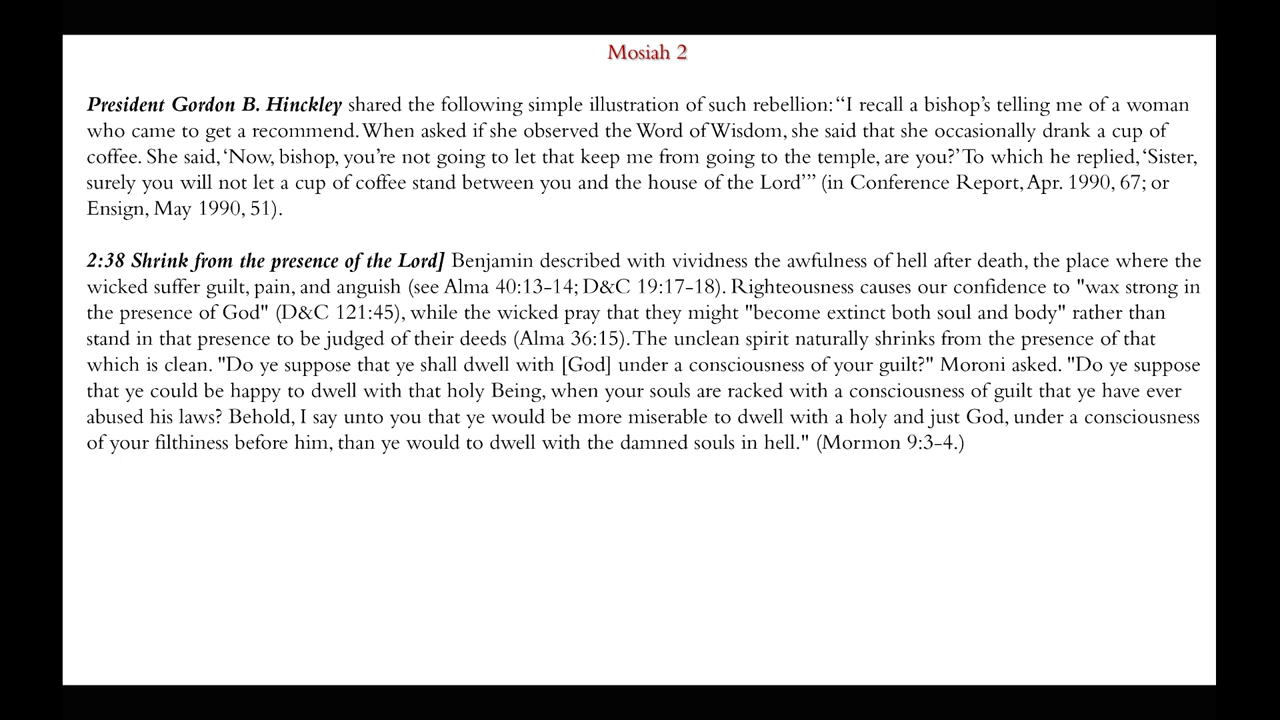 Mosiah 2
President Gordon B. Hinckley shared the following simple illustration of such rebellion: “I recall a bishop’s telling me of a woman
who came to get a recommend. When asked if she observed the Word of Wisdom, she said that she occasionally drank a cup of
coffee. She said, ‘Now, bishop, you’re not going to let that keep me from going to the temple, are you?’ To which he replied, ‘Sister,
surely you will not let a cup of coffee stand between you and the house of the Lord’” (in Conference Report, Apr. 1990, 67; or
Ensign, May 1990, 51).
2:38 Shrink from the presence of the Lord] Benjamin described with vividness the awfulness of hell after death, the place where the
wicked suffer guilt, pain, and anguish (see Alma 40:13-14; D&C 19:17-18). Righteousness causes our confidence to "wax strong in
the presence of God" (D&C 121:45), while the wicked pray that they might "become extinct both soul and body" rather than
stand in that presence to be judged of their deeds (Alma 36:15). The unclean spirit naturally shrinks from the presence of that
which is clean. "Do ye suppose that ye shall dwell with [God] under a consciousness of your guilt?" Moroni asked. "Do ye suppose
that ye could be happy to dwell with that holy Being, when your souls are racked with a consciousness of guilt that ye have ever
abused his laws? Behold, I say unto you that ye would be more miserable to dwell with a holy and just God, under a consciousness
of your filthiness before him, than ye would to dwell with the damned souls in hell." (Mormon 9:3-4.)